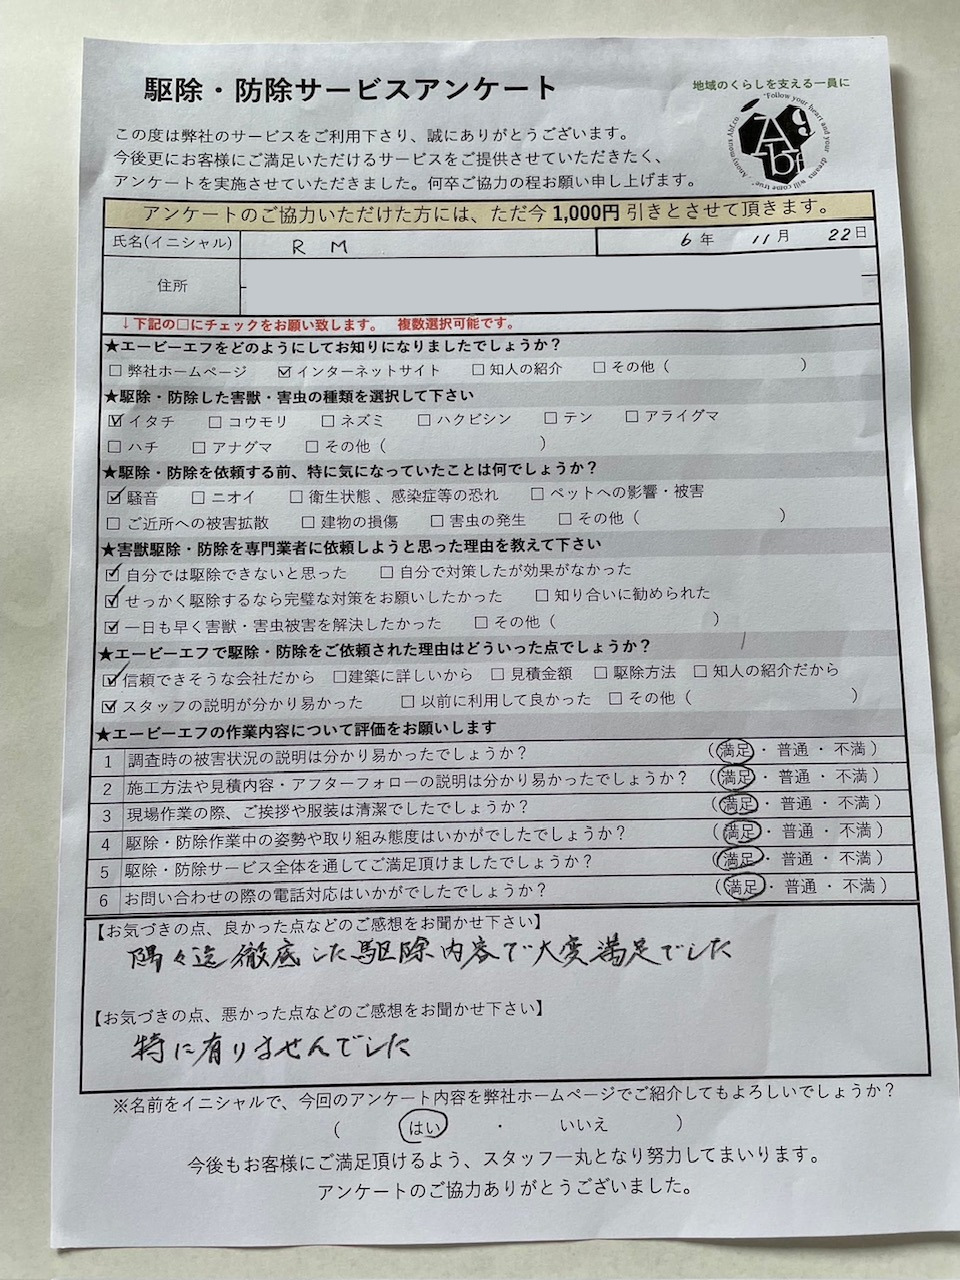 駆除・防除サービスアンケート
地域のくらしを支える一員に
"Follow your heart and your dreams will come true." Anonymous Abf.co
Abf
この度は弊社のサービスをご利用下さり、誠にありがとうございます。
今後更にお客様にご満足いただけるサービスをご提供させていただきたく、
アンケートを実施させていただきました。何卒ご協力の程お願い申し上げます。
アンケートのご協力いただけた方には、ただ今 1,000円 引きとさせて頂きます。
氏名(イニシャル) R M 6 年 11 月 22 日
住所
↓下記の□にチェックをお願い致します。 複数選択可能です。
★エービーエフをどのようにしてお知りになりましたでしょうか?
□ 弊社ホームページ ☑ インターネットサイト □ 知人の紹介 □ その他( )
★駆除・防除した害獣・害虫の種類を選択して下さい
☑ イタチ □ コウモリ □ ネズミ □ ハクビシン □ テン □ アライグマ
□ ハチ □ アナグマ □ その他( )
★駆除・防除を依頼する前、特に気になっていたことは何でしょうか?
☑ 騒音 □ ニオイ □ 衛生状態、感染症等の恐れ □ ペットへの影響・被害
□ ご近所への被害拡散 □ 建物の損傷 □ 害虫の発生 □ その他( )
★害獣駆除・防除を専門業者に依頼しようと思った理由を教えて下さい
☑ 自分では駆除できないと思った □ 自分で対策したが効果がなかった
☑ せっかく駆除するなら完璧な対策をお願いしたかった □ 知り合いに勧められた
☑ 一日も早く害獣・害虫被害を解決したかった □ その他( )
★エービーエフで駆除・防除をご依頼された理由はどういった点でしょうか?
☑ 信頼できそうな会社だから □建築に詳しいから □ 見積金額 □ 駆除方法 □ 知人の紹介だから
☑ スタッフの説明が分かり易かった □ 以前に利用して良かった □ その他( )
★エービーエフの作業内容について評価をお願いします
1 調査時の被害状況の説明は分かり易かったでしょうか? (満足・普通・不満)
2 施工方法や見積内容・アフターフォローの説明は分かり易かったでしょうか? (満足・普通・不満)
3 現場作業の際、ご挨拶や服装は清潔でしたでしょうか? (満足・普通・不満)
4 駆除・防除作業中の姿勢や取り組み態度はいかがでしたでしょうか? (満足・普通・不満)
5 駆除・防除サービス全体を通してご満足頂けましたでしょうか? (満足・普通・不満)
6 お問い合わせの際の電話対応はいかがでしたでしょうか? (満足・普通・不満)
【お気づきの点、良かった点などのご感想をお聞かせ下さい】
隅々迄徹底した駆除内容で大変満足でした
【お気づきの点、悪かった点などのご感想をお聞かせ下さい】
特に有りませんでした
※名前をイニシャルで、今回のアンケート内容を弊社ホームページでご紹介してもよろしいでしょうか?
( はい ・ いいえ )
今後もお客様にご満足頂けるよう、スタッフ一丸となり努力してまいります。
アンケートのご協力ありがとうございました。